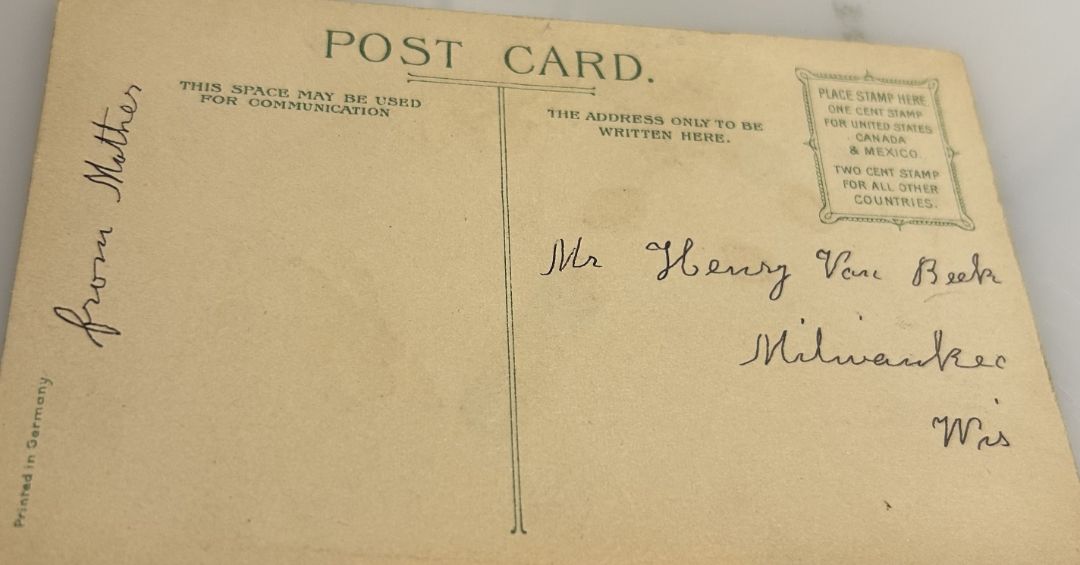 POST CARD.
THIS SPACE MAY BE USED
FOR COMMUNICATION
THE ADDRESS ONLY TO BE
WRITTEN HERE.
PLACE STAMP HERE
ONE CENT STAMP
FOR UNITED STATES
CANADA
& MEXICO.
TWO CENT STAMP
FOR ALL OTHER
COUNTRIES.
from Mother
Mr Henry Van Beek
Milwaukee
Wis
Printed in Germany